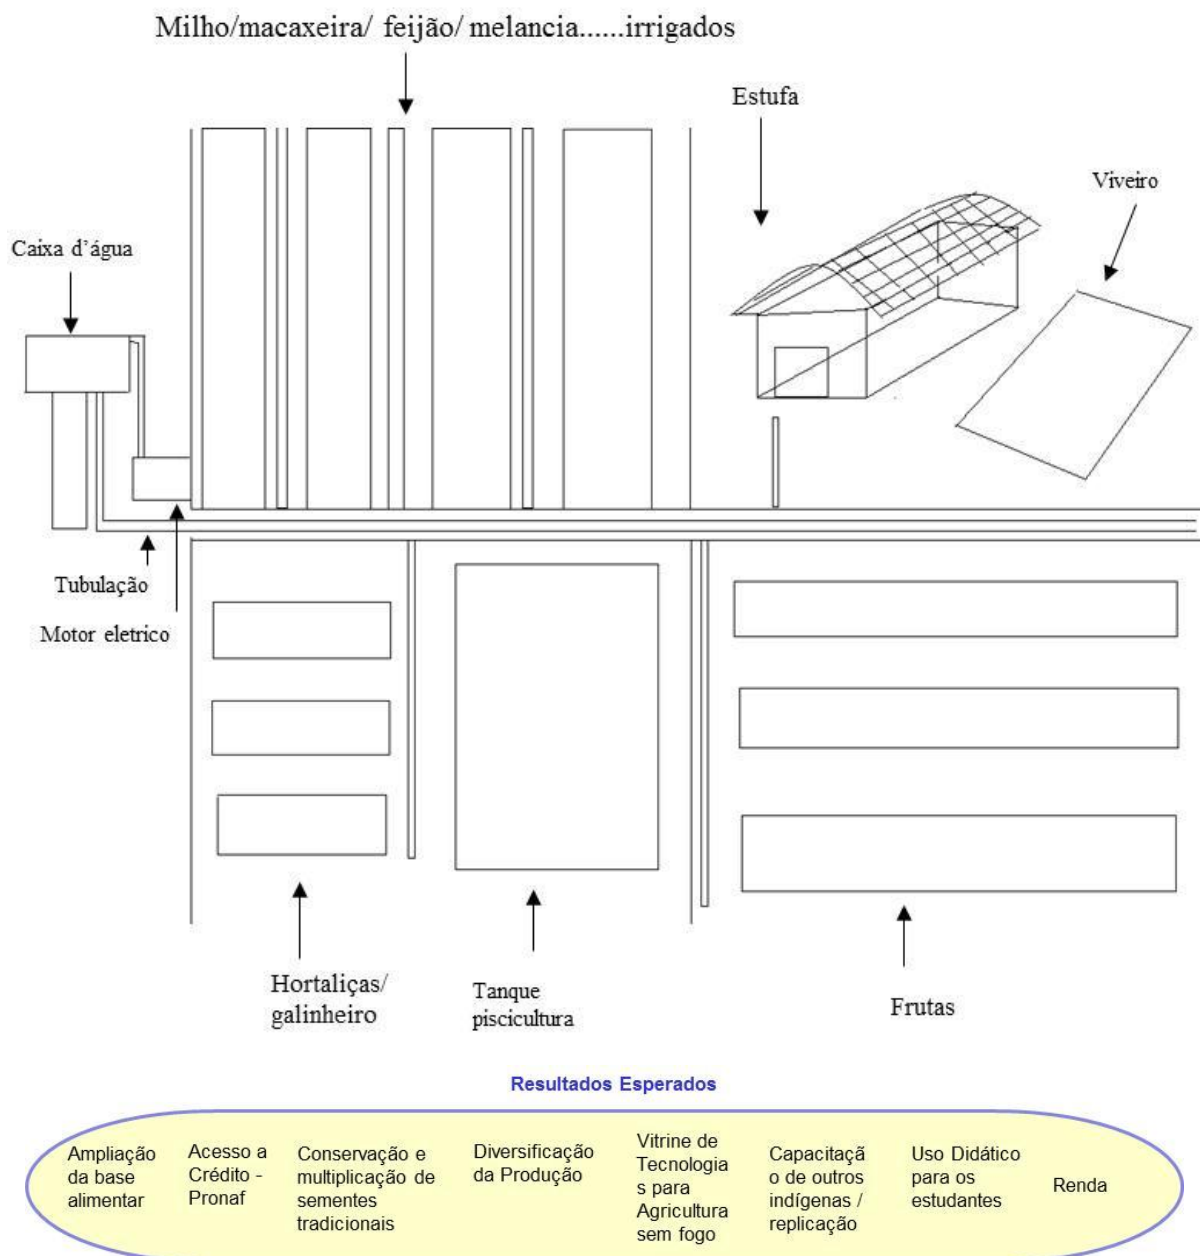 Milho/macaxeira/ feijão/ melancia......irrigados
Estufa
Viveiro
Caixa d'água
Tubulação
Motor eletrico
Hortaliças/
galinheiro
Tanque
piscicultura
Frutas
Resultados Esperados
Ampliação
da base
alimentar
Acesso a
Crédito -
Pronaf
Conservação e
multiplicação de
sementes
tradicionais
Diversificação
da Produção
Vitrine de
Tecnologia
s para
Agricultura
sem fogo
Capacitaçã
o de outros
indígenas /
replicação
Uso Didático
para os
estudantes
Renda